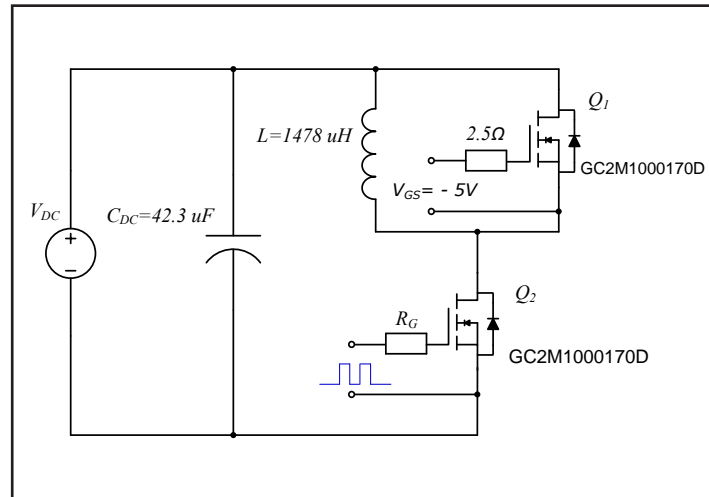 Q1
L=1478 uH
2.5Ω
GC2M1000170D
VGS= - 5V
VDC
CDC=42.3 uF
+
−
Q2
RG
GC2M1000170D